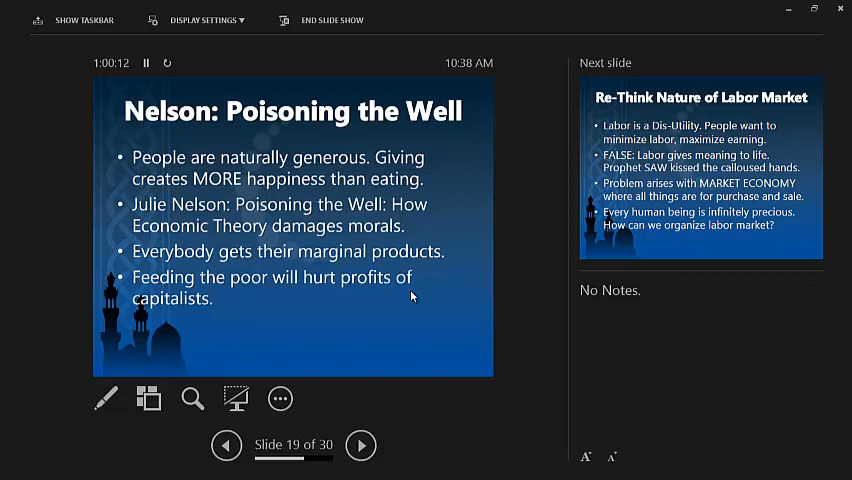 SHOW TASKBAR
DISPLAY SETTINGS ▾
END SLIDE SHOW
1:00:12
10:38 AM
Nelson: Poisoning the Well
• People are naturally generous. Giving
creates MORE happiness than eating.
• Julie Nelson: Poisoning the Well: How
Economic Theory damages morals.
• Everybody gets their marginal products.
• Feeding the poor will hurt profits of
capitalists.
Slide 19 of 30
Next slide
Re-Think Nature of Labor Market
• Labor is a Dis-Utility. People want to
minimize labor, maximize earning.
• FALSE: Labor gives meaning to life.
Prophet SAW kissed the calloused hands.
• Problem arises with MARKET ECONOMY
where all things are for purchase and sale.
• Every human being is infinitely precious.
How can we organize labor market?
No Notes.
A A